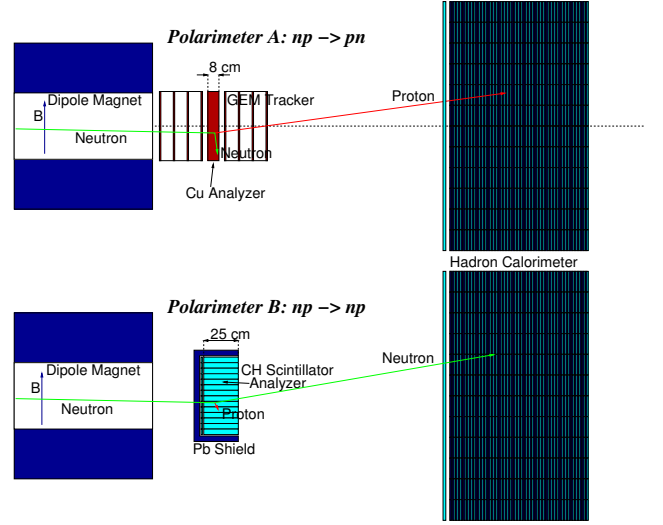 Polarimeter A: np −> pn
8 cm
Dipole Magnet
GEM Tracker
Proton
B
Neutron
Neutron
Cu Analyzer
Hadron Calorimeter
Polarimeter B: np −> np
25 cm
Neutron
Dipole Magnet
CH Scintillator
Analyzer
B
Neutron
Proton
Pb Shield